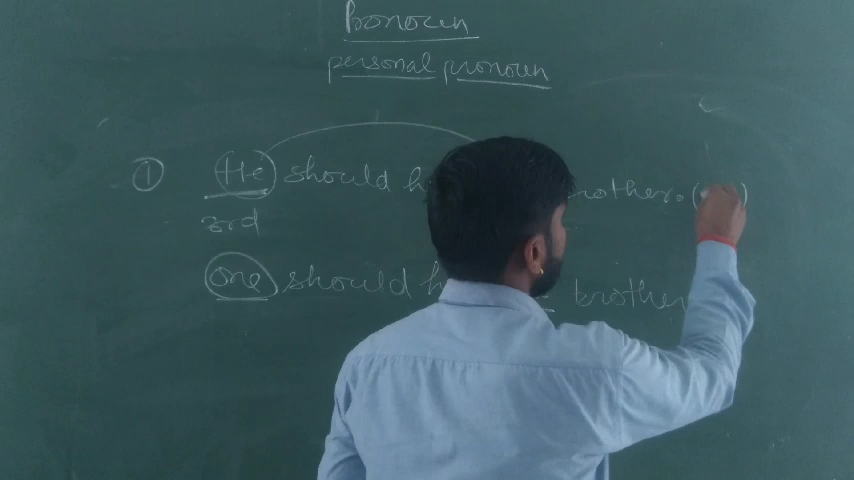 Pronoun
personal pronoun
① He should h rother. ( )
3rd
one should h brother